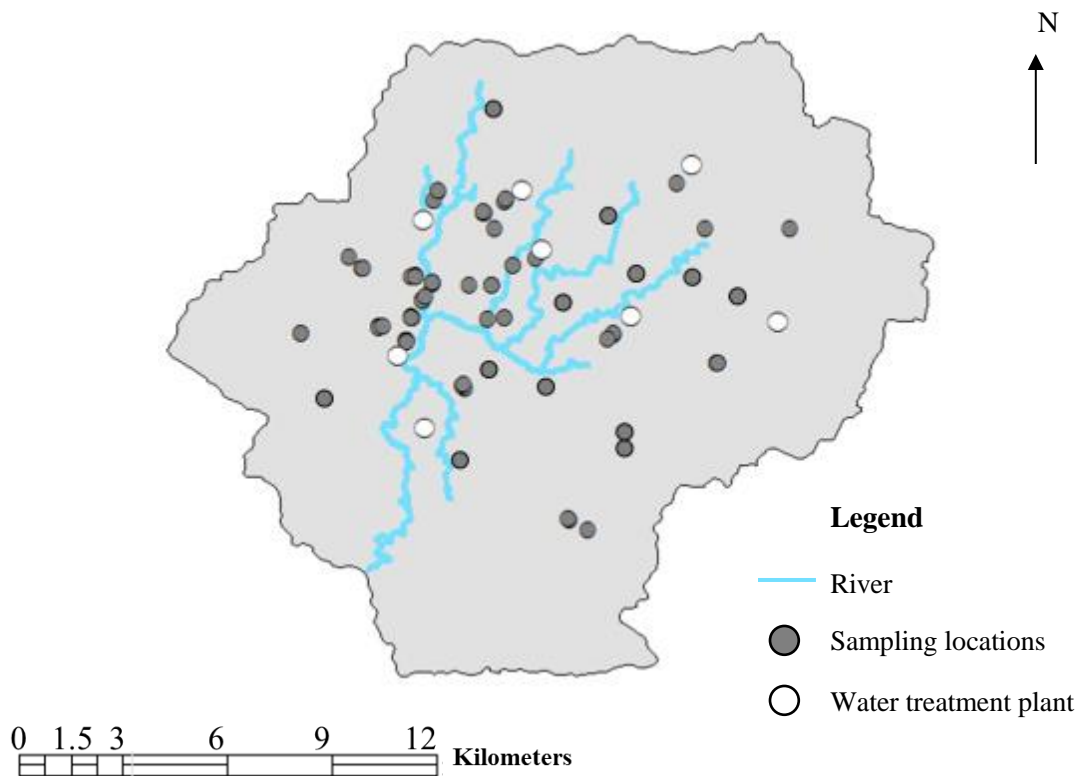 N
Legend
River
Sampling locations
Water treatment plant
0 1.5 3 6 9 12
Kilometers